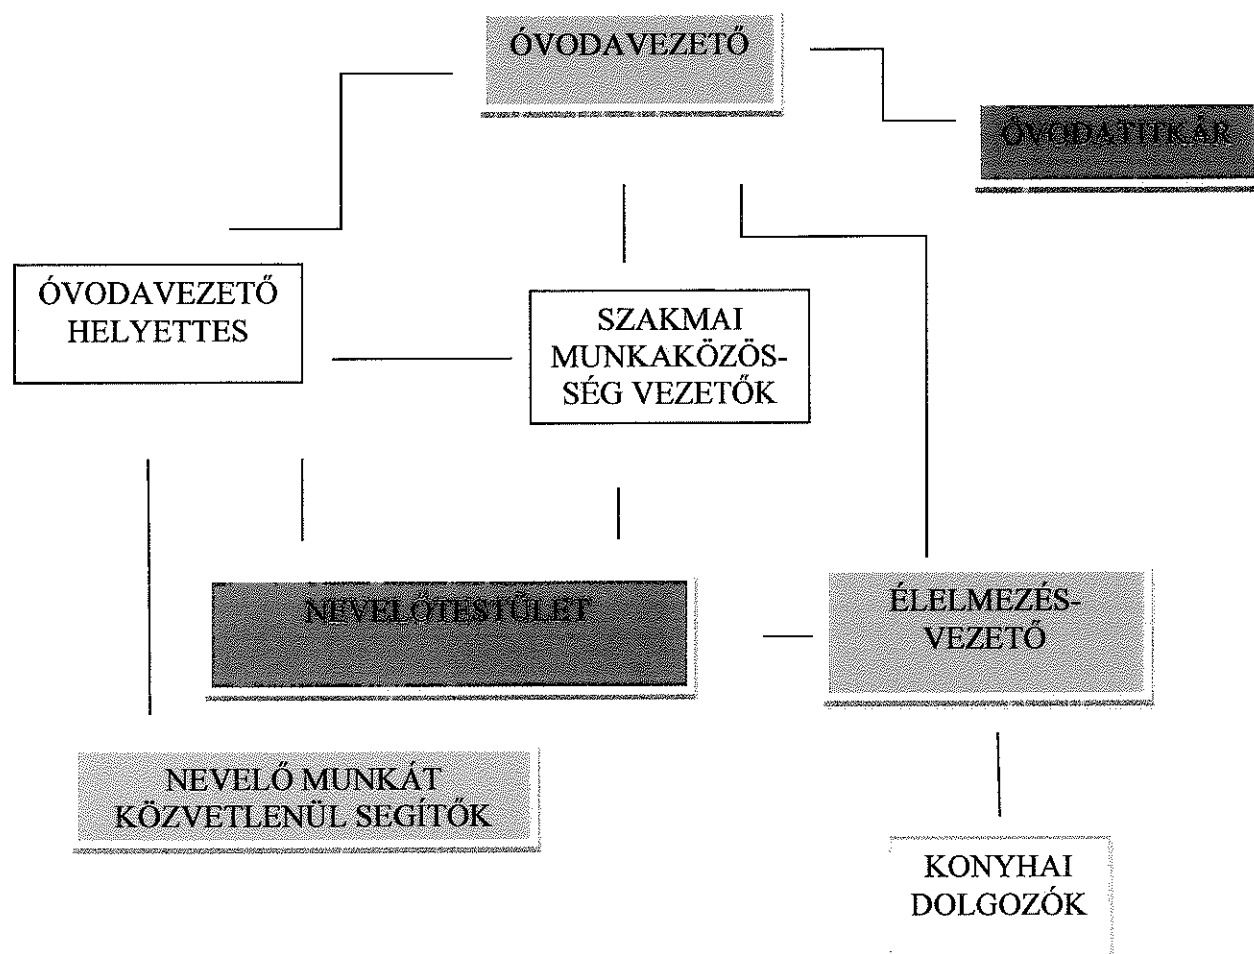 ÓVODAVEZETŐ
ÓVODATITKÁR
ÓVODAVEZETŐ
HELYETTES
SZAKMAI
MUNKAKÖZÖS-
SÉG VEZETŐK
NEVELŐTESTÜLET
ÉLELMEZÉS-
VEZETŐ
NEVELŐ MUNKÁT
KÖZVETLENÜL SEGÍTŐK
KONYHAI
DOLGOZÓK